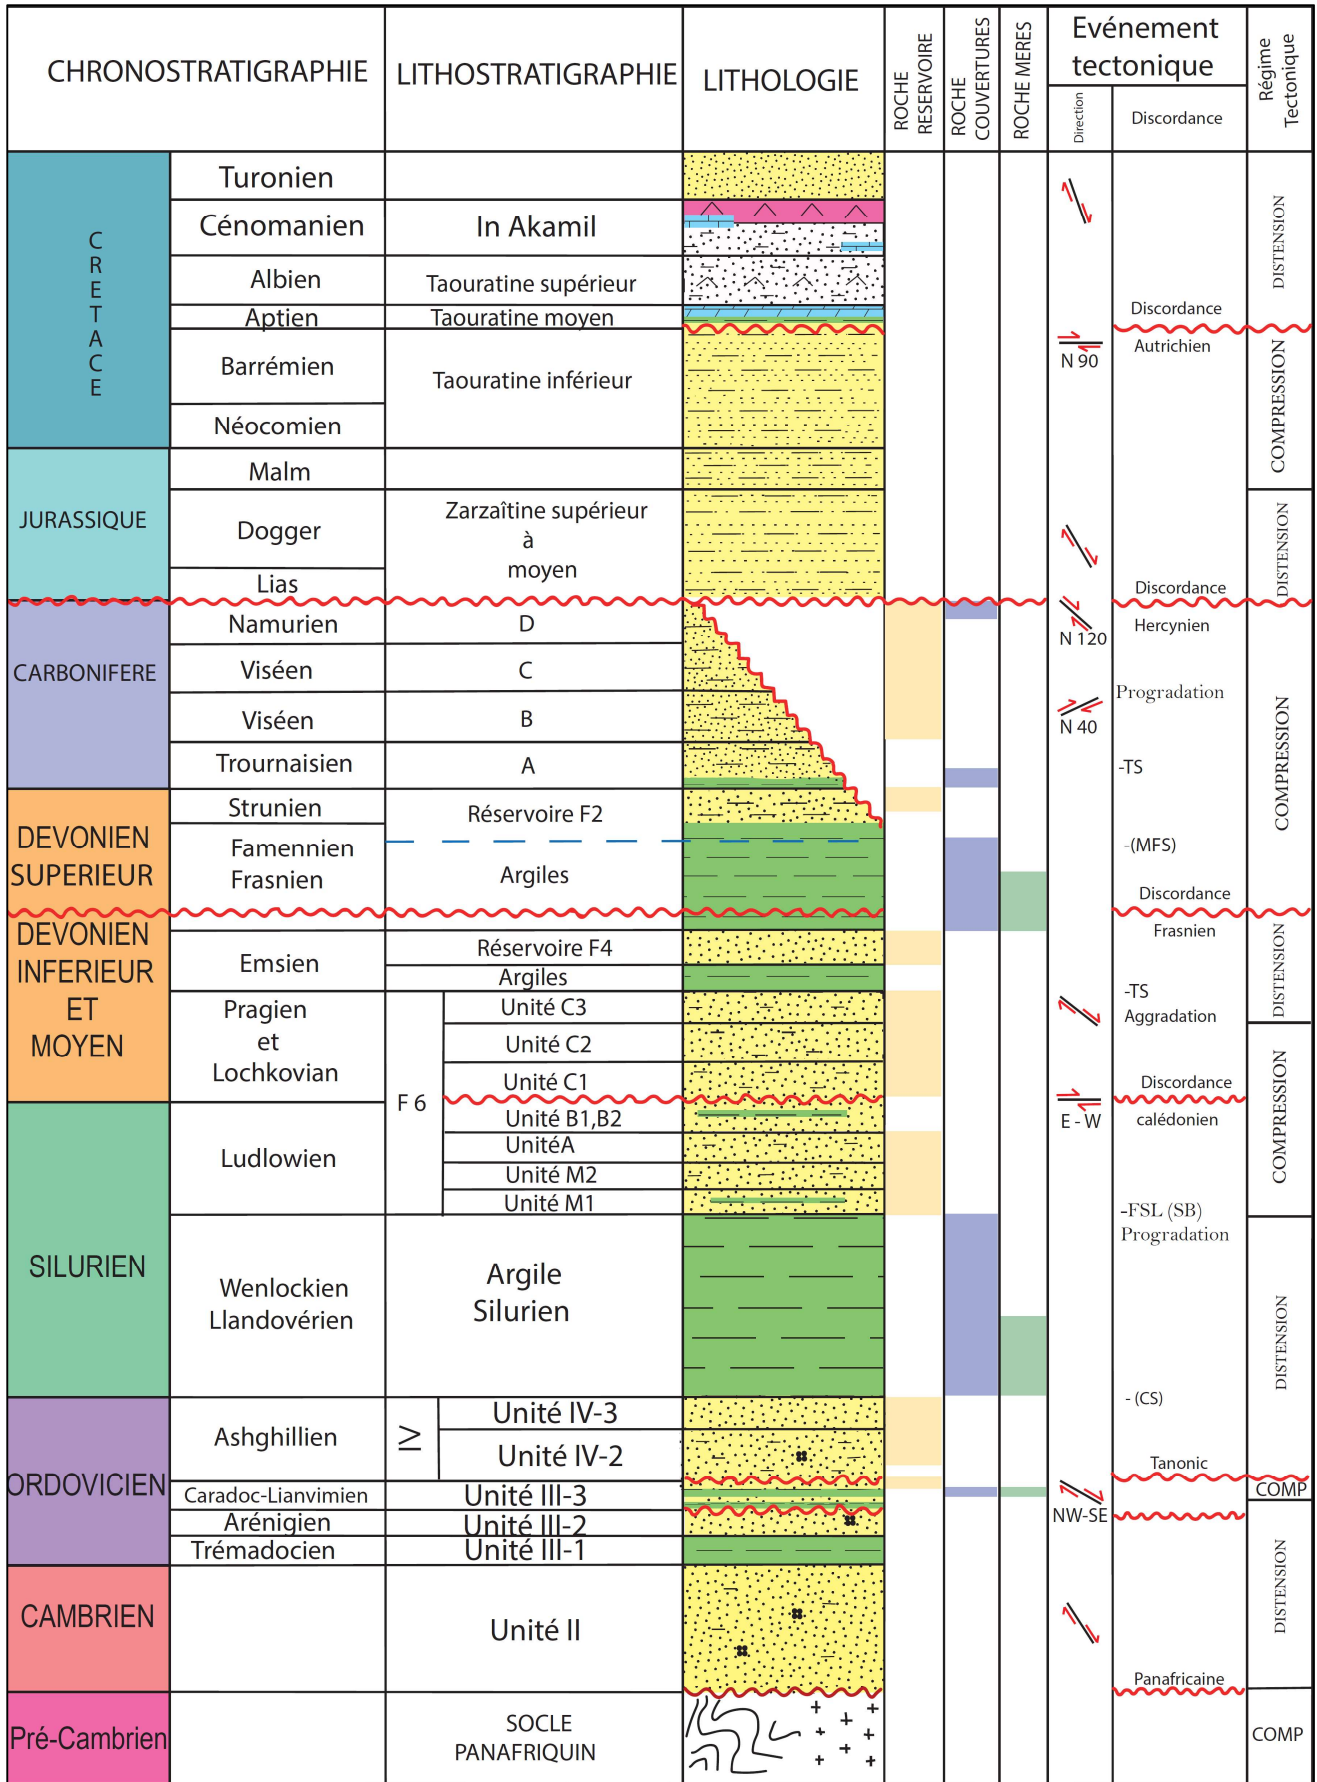 CHRONOSTRATIGRAPHIE
LITHOSTRATIGRAPHIE
LITHOLOGIE
ROCHE
RESERVOIRE
ROCHE
COUVERTURES
ROCHE MERES
Evénement
tectonique
Direction
Discordance
Régime
Tectonique
CRETACE
Turonien
Cénomanien
In Akamil
Albien
Taouratine supérieur
Aptien
Taouratine moyen
Barrémien
Taouratine inférieur
Néocomien
DISTENSION
Discordance
Autrichien
N 90
COMPRESSION
JURASSIQUE
Malm
Dogger
Lias
Zarzaîtine supérieur
à
moyen
DISTENSION
Discordance
Hercynien
N 120
CARBONIFERE
Namurien
D
Viséen
C
Viséen
B
Trournaisien
A
Progradation
N 40
-TS
COMPRESSION
DEVONIEN
SUPERIEUR
Strunien
Réservoire F2
Famennien
Frasnien
Argiles
-(MFS)
Discordance
Frasnien
DEVONIEN
INFERIEUR
ET
MOYEN
Emsien
Réservoire F4
Argiles
Pragien
et
Lochkovian
F 6
Unité C3
Unité C2
Unité C1
DISTENSION
-TS
Aggradation
Discordance
calédonien
E - W
COMPRESSION
SILURIEN
Ludlowien
Unité B1,B2
UnitéA
Unité M2
Unité M1
-FSL (SB)
Progradation
Wenlockien
Llandovérien
Argile
Silurien
DISTENSION
- (CS)
ORDOVICIEN
Ashghillien
IV
Unité IV-3
Unité IV-2
Tanonic
Caradoc-Lianvimien
Unité III-3
COMP
NW-SE
Arénigien
Unité III-2
Trémadocien
Unité III-1
CAMBRIEN
Unité II
DISTENSION
Panafricaine
Pré-Cambrien
SOCLE
PANAFRIQUIN
COMP